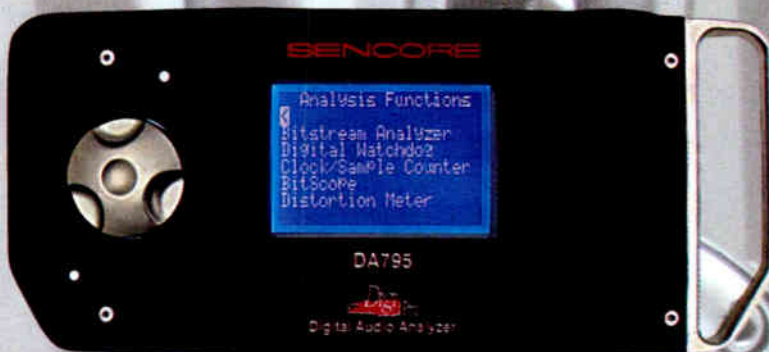 SENCORE
Analysis Functions
<
Bitstream Analyzer
Digital Watchdog
Clock/Sample Counter
BitScope
Distortion Meter
DA795
Digital Audio Analyzer